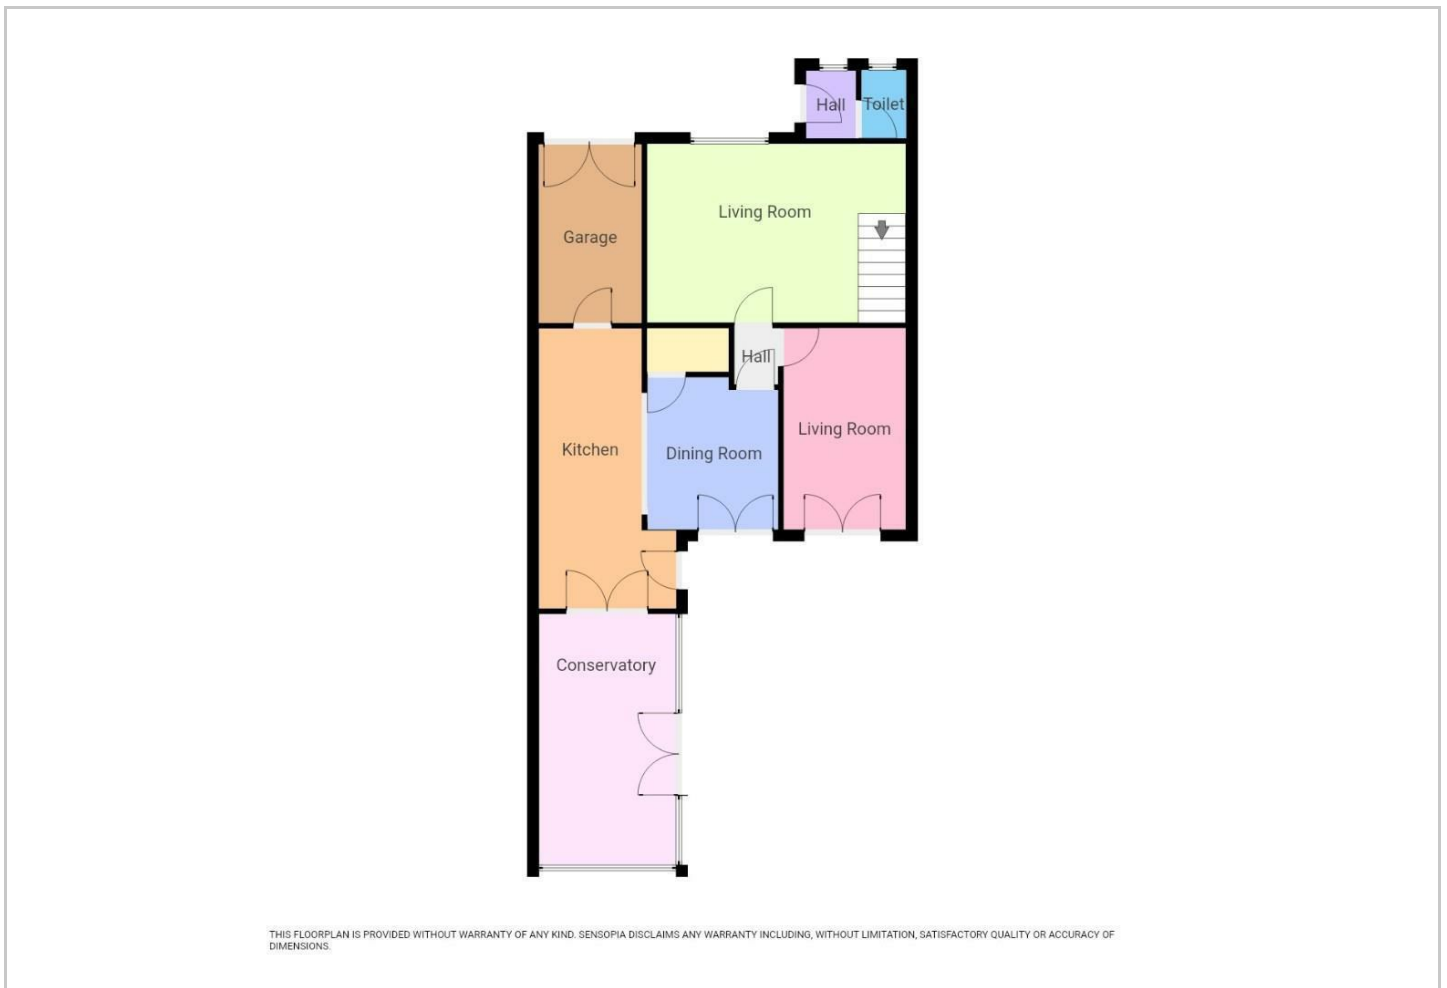 Hall
Toilet
Living Room
Garage
Hall
Living Room
Kitchen
Dining Room
Conservatory
THIS FLOORPLAN IS PROVIDED WITHOUT WARRANTY OF ANY KIND. SENSOPIA DISCLAIMS ANY WARRANTY INCLUDING, WITHOUT LIMITATION, SATISFACTORY QUALITY OR ACCURACY OF
DIMENSIONS.